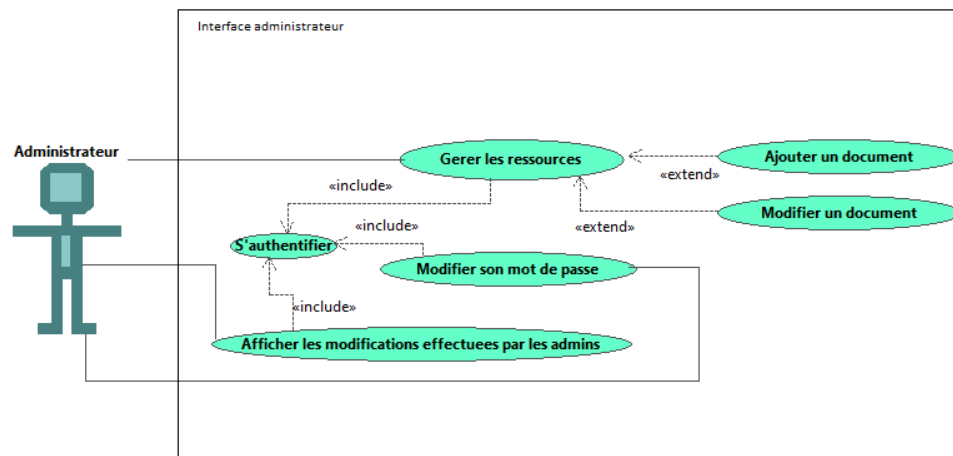 Interface administrateur
Administrateur
Gerer les ressources
Ajouter un document
«extend»
«include»
Modifier un document
«include»
«extend»
S'authentifier
Modifier son mot de passe
«include»
Afficher les modifications effectuees par les admins